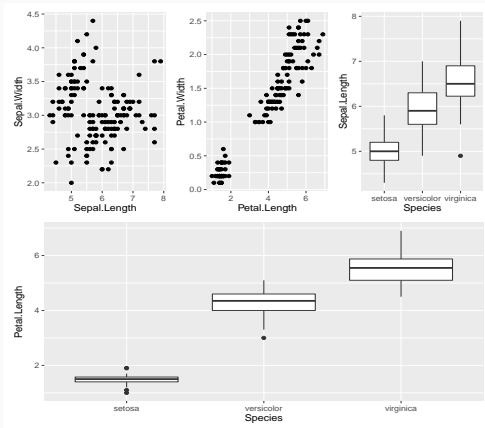 Sepal.Width
4.5
4.0
3.5
3.0
2.5
2.0
5 6 7 8
Sepal.Length
Petal.Width
2.5
2.0
1.5
1.0
0.5
0.0
2 4 6
Petal.Length
Sepal.Length
8
7
6
5
setosa versicolor virginica
Species
Petal.Length
6
4
2
setosa versicolor virginica
Species